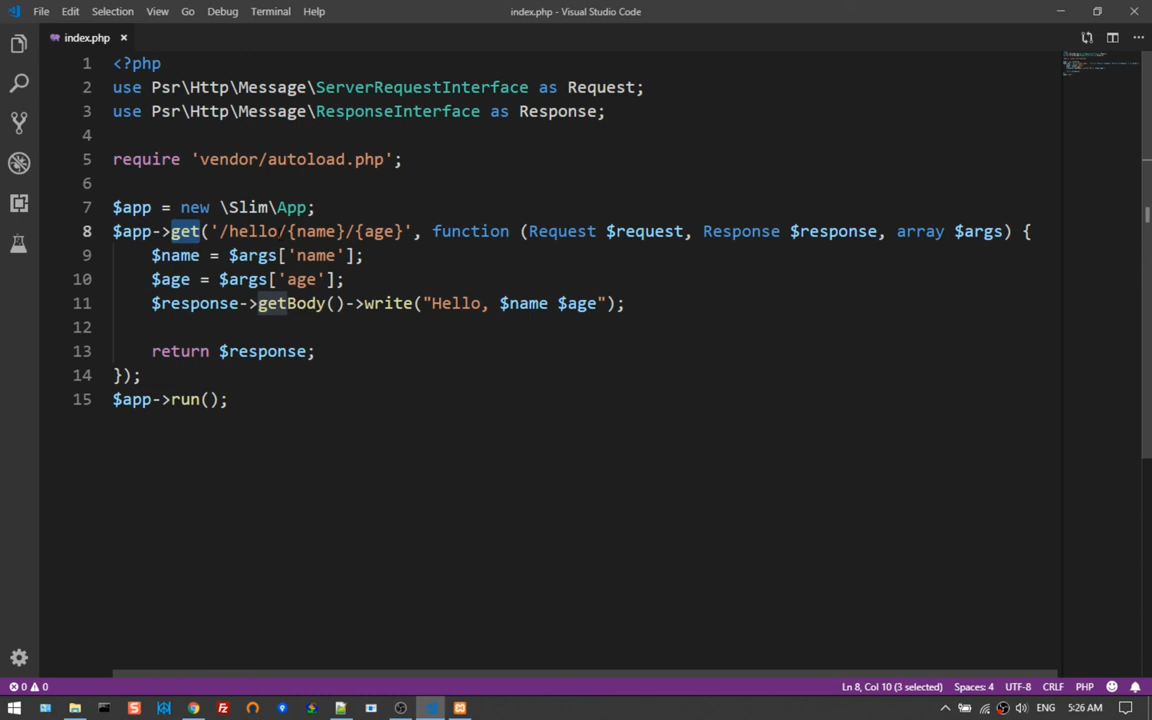 File Edit Selection View Go Debug Terminal Help index.php - Visual Studio Code
index.php
1 <?php
2 use Psr\Http\Message\ServerRequestInterface as Request;
3 use Psr\Http\Message\ResponseInterface as Response;
4
5 require 'vendor/autoload.php';
6
7 $app = new \Slim\App;
8 $app->get('/hello/{name}/{age}', function (Request $request, Response $response, array $args) {
9 $name = $args['name'];
10 $age = $args['age'];
11 $response->getBody()->write("Hello, $name $age");
12
13 return $response;
14 });
15 $app->run();
0 0 Ln 8, Col 10 (3 selected) Spaces: 4 UTF-8 CRLF PHP
ENG 5:26 AM